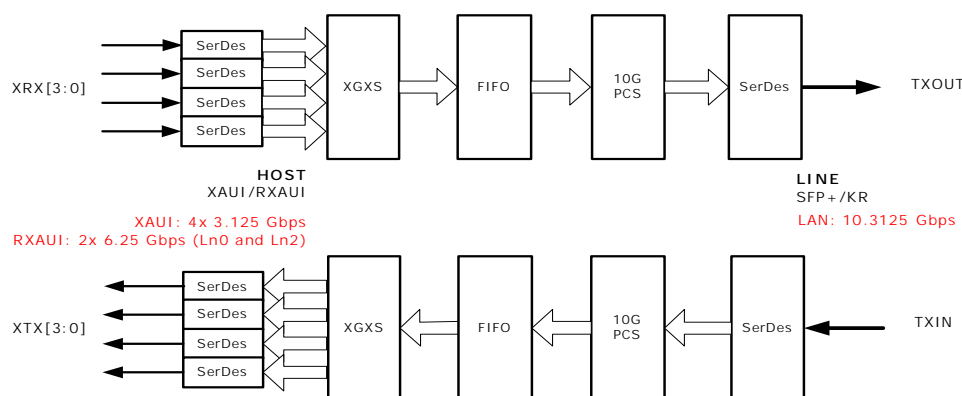 XRX[3:0]
SerDes
SerDes
SerDes
SerDes
XGXS
FIFO
10G
PCS
SerDes
TXOUT
HOST
XAUI/RXAUI
XAUI: 4x 3.125 Gbps
RXAUI: 2x 6.25 Gbps (Ln0 and Ln2)
LINE
SFP+/KR
LAN: 10.3125 Gbps
XTX[3:0]
SerDes
SerDes
SerDes
SerDes
XGXS
FIFO
10G
PCS
SerDes
TXIN